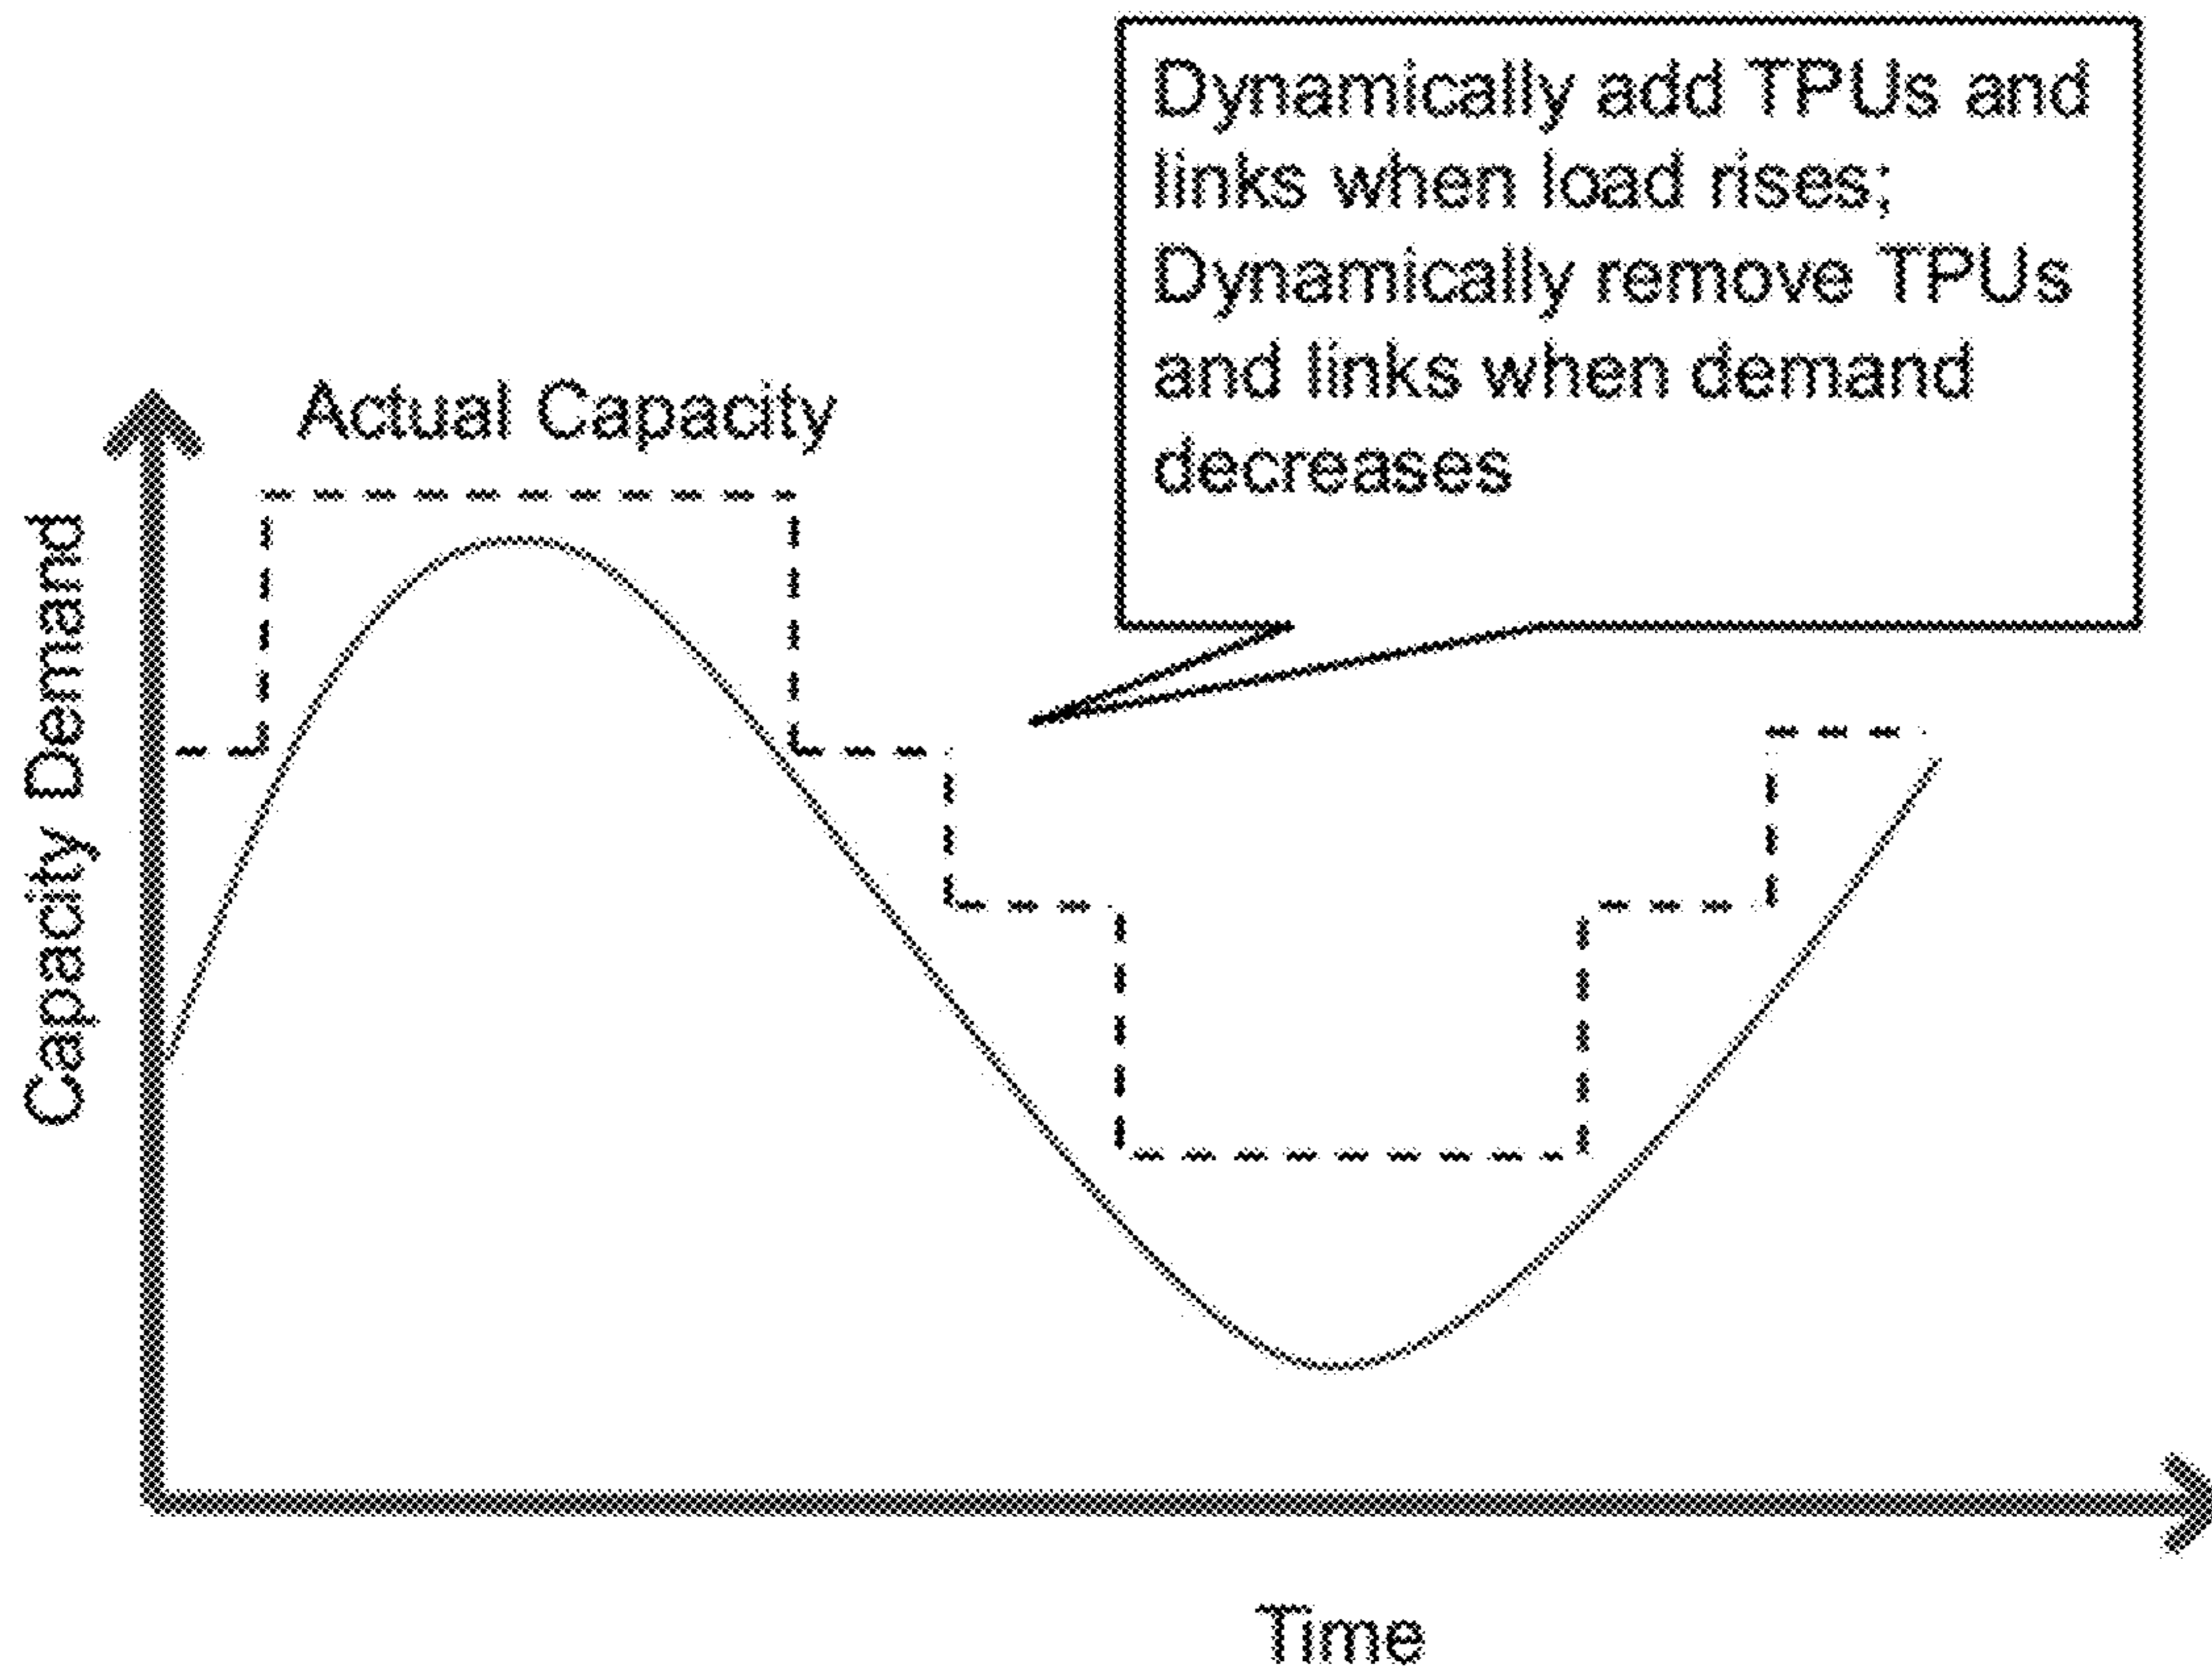 Dynamically add TPUs and
links when load rises;
Dynamically remove TPUs
and links when demand
decreases
Actual Capacity
Capacity Demand
Time